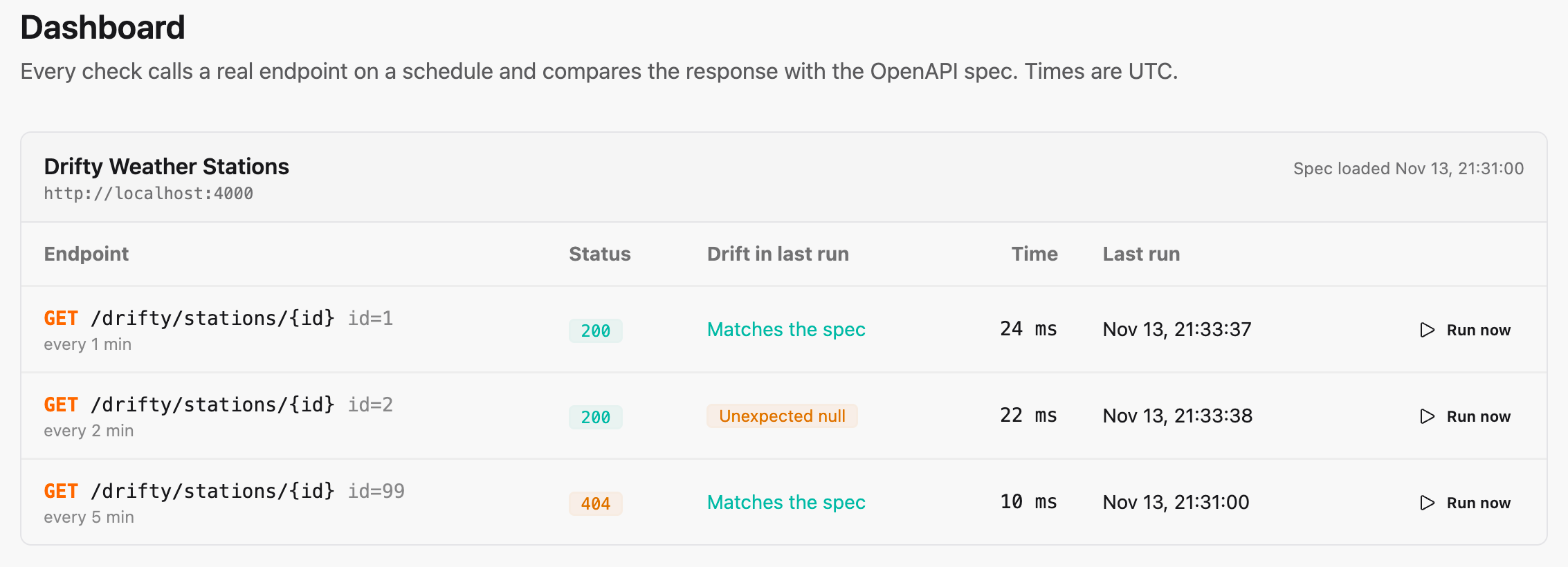 Dashboard
Every check calls a real endpoint on a schedule and compares the response with the OpenAPI spec. Times are UTC.
Drifty Weather Stations
Spec loaded Nov 13, 21:31:00
http://localhost:4000
Endpoint Status Drift in last run Time Last run
GET /drifty/stations/{id} id=1
every 1 min
200 Matches the spec 24 ms Nov 13, 21:33:37 Run now
GET /drifty/stations/{id} id=2
every 2 min
200 Unexpected null 22 ms Nov 13, 21:33:38 Run now
GET /drifty/stations/{id} id=99
every 5 min
404 Matches the spec 10 ms Nov 13, 21:31:00 Run now